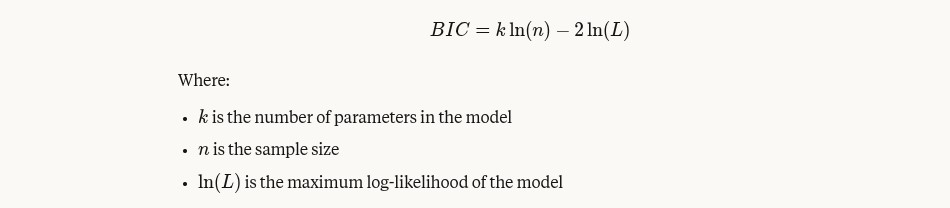 BIC = k ln(n) − 2 ln(L)
Where:
• k is the number of parameters in the model
• n is the sample size
• ln(L) is the maximum log-likelihood of the model